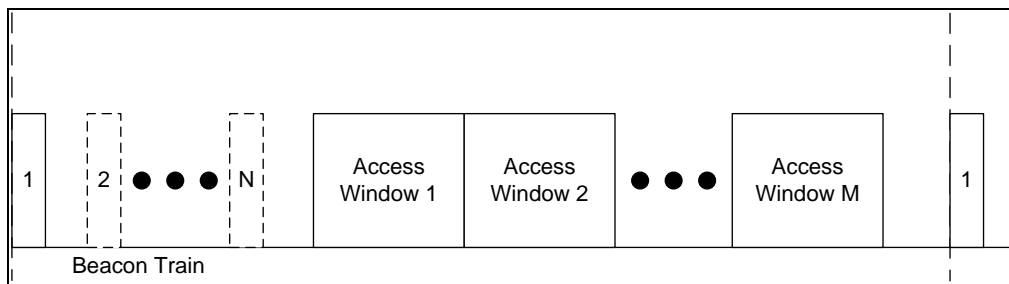 1
2
N
Access
Window 1
Access
Window 2
Access
Window M
1
Beacon Train